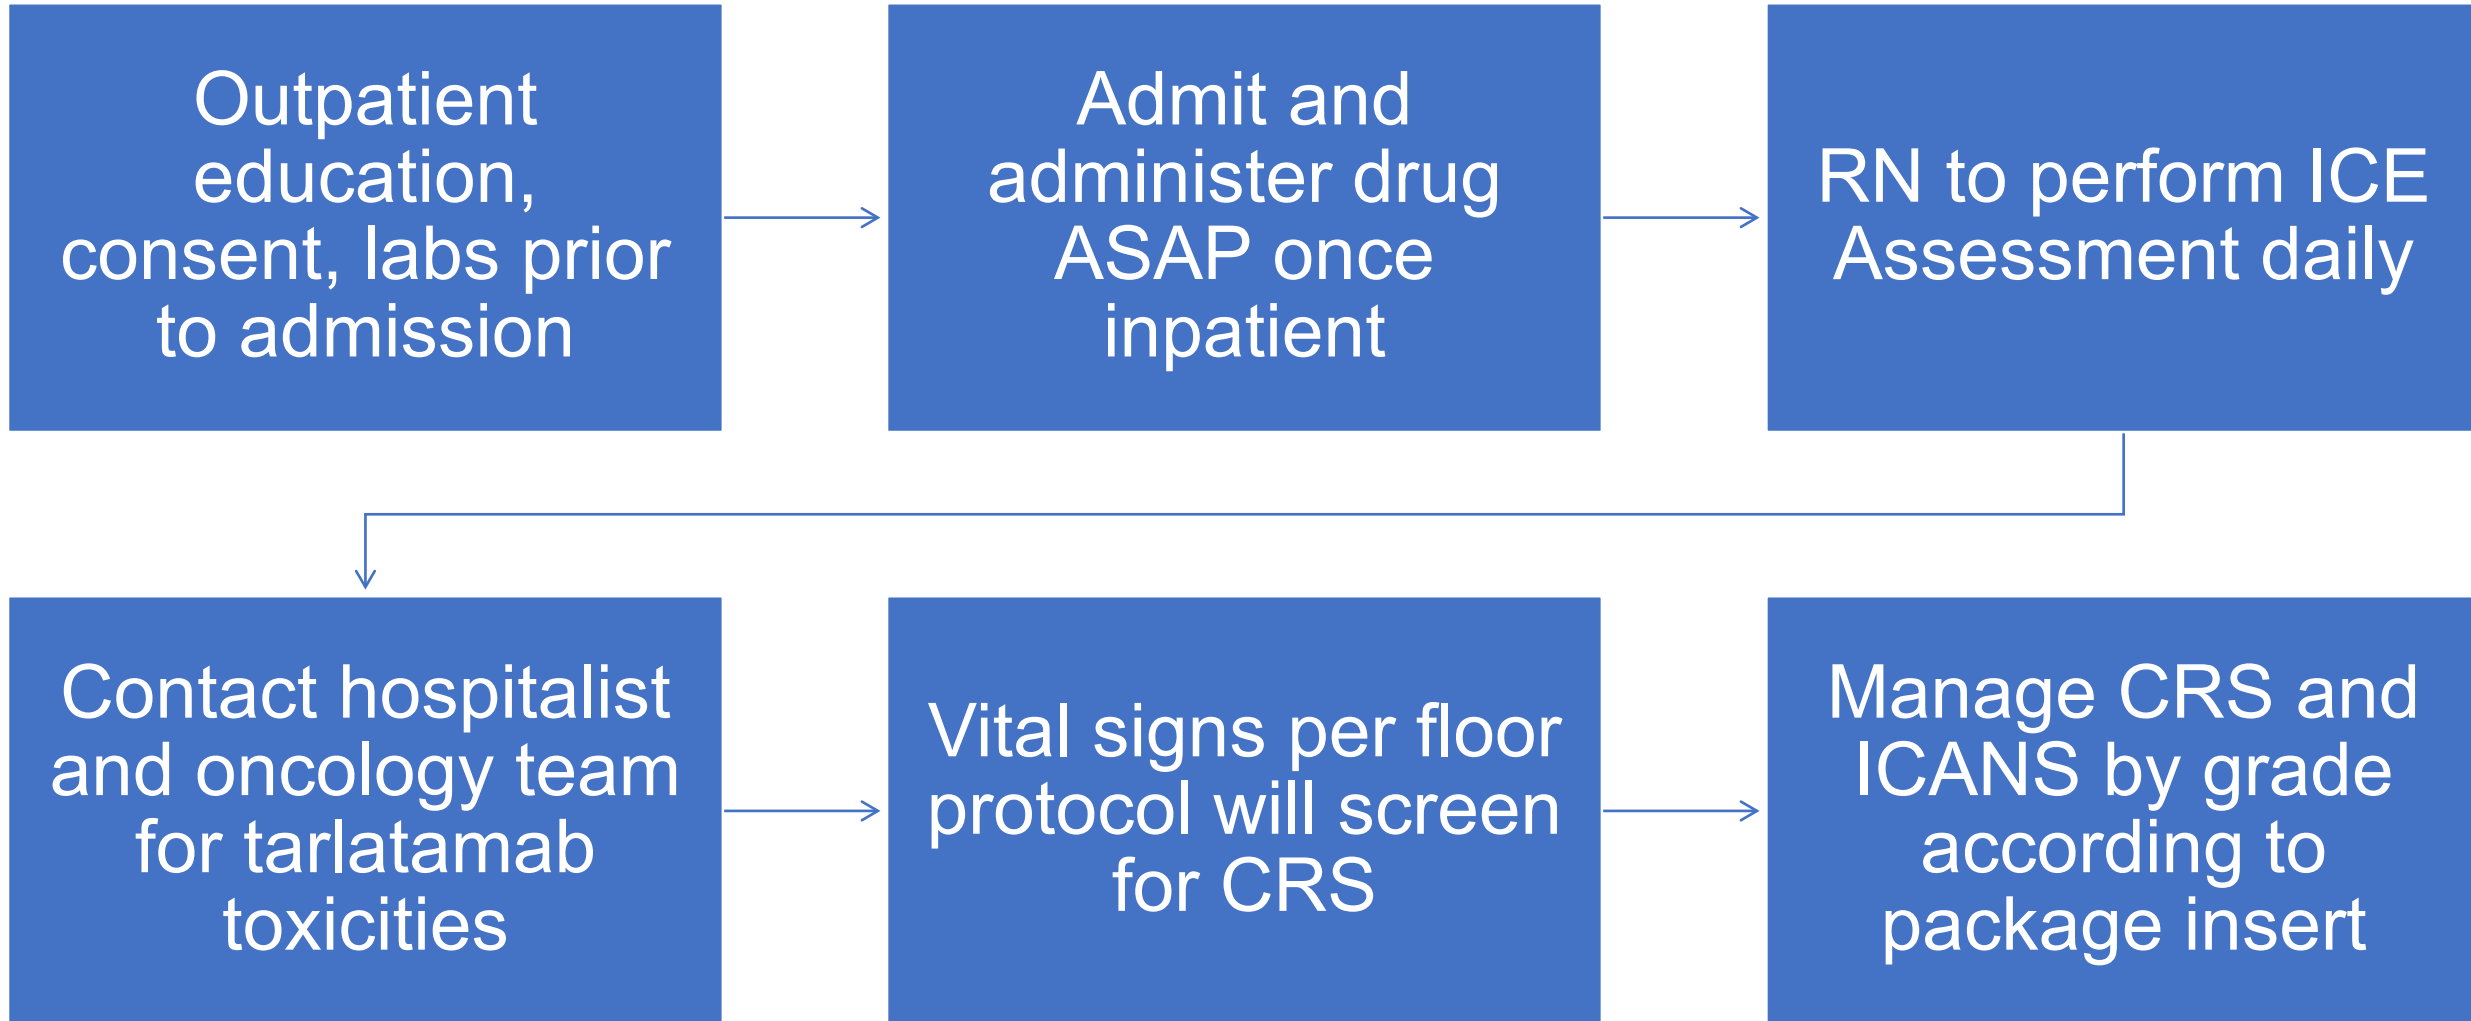 Outpatient
education,
consent, labs prior
to admission
Admit and
administer drug
ASAP once
inpatient
RN to perform ICE
Assessment daily
Contact hospitalist
and oncology team
for tarlatamab
toxicities
Vital signs per floor
protocol will screen
for CRS
Manage CRS and
ICANS by grade
according to
package insert